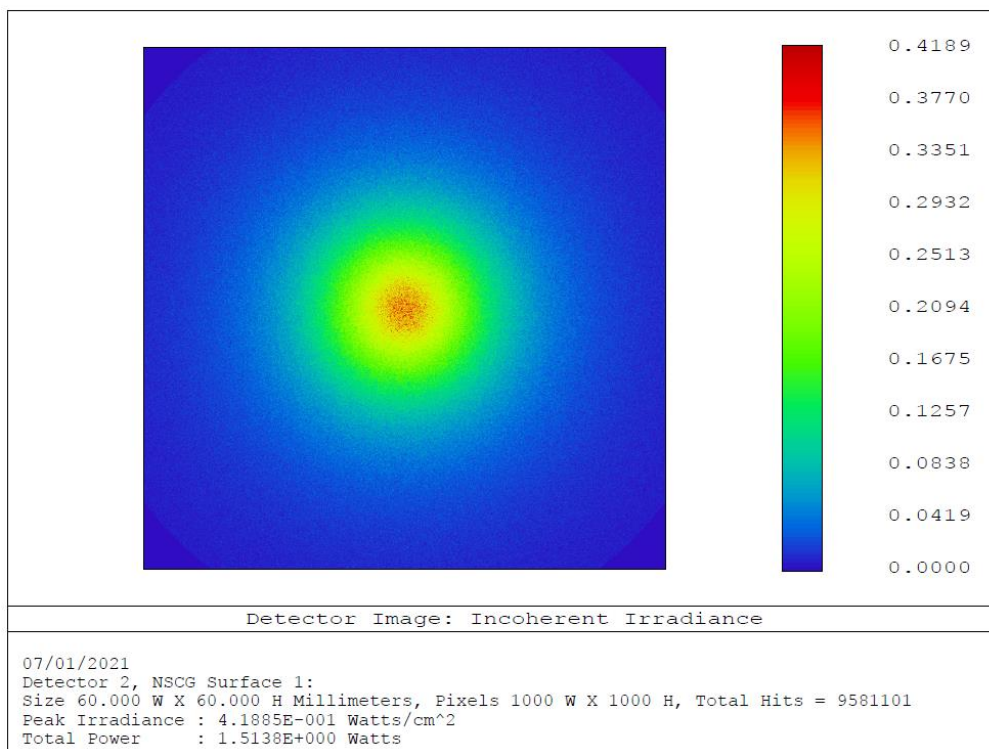 0.4189
0.3770
0.3351
0.2932
0.2513
0.2094
0.1675
0.1257
0.0838
0.0419
0.0000
Detector Image: Incoherent Irradiance
07/01/2021
Detector 2, NSCG Surface 1:
Size 60.000 W X 60.000 H Millimeters, Pixels 1000 W X 1000 H, Total Hits = 9581101
Peak Irradiance : 4.1885E-001 Watts/cm^2
Total Power     : 1.5138E+000 Watts